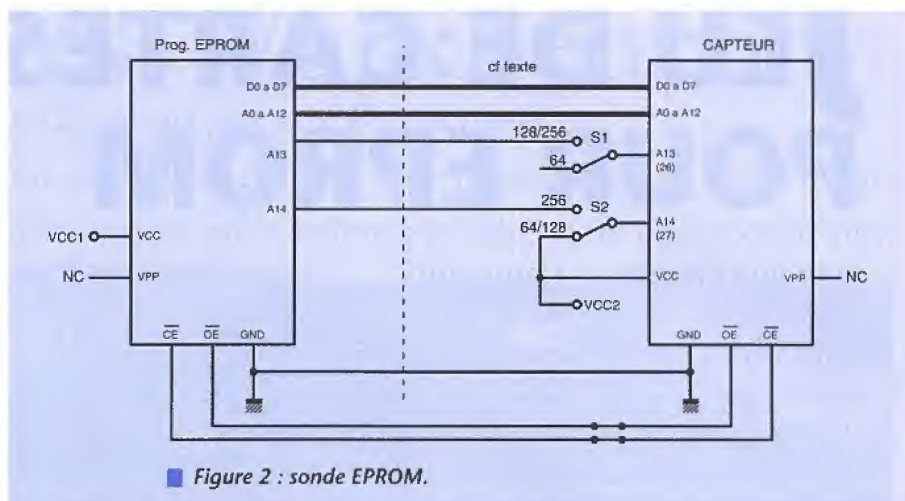 Prog. EPROM
CAPTEUR
cf texte
D0 a D7
D0 a D7
A0 a A12
A0 a A12
128/256
S1
A13
64
A13
(26)
256
S2
A14
64/128
A14
(27)
VCC1
VCC
VCC
VPP
NC
NC
VPP
VCC2
CE
OE
GND
GND
OE
CE
Figure 2 : sonde EPROM.